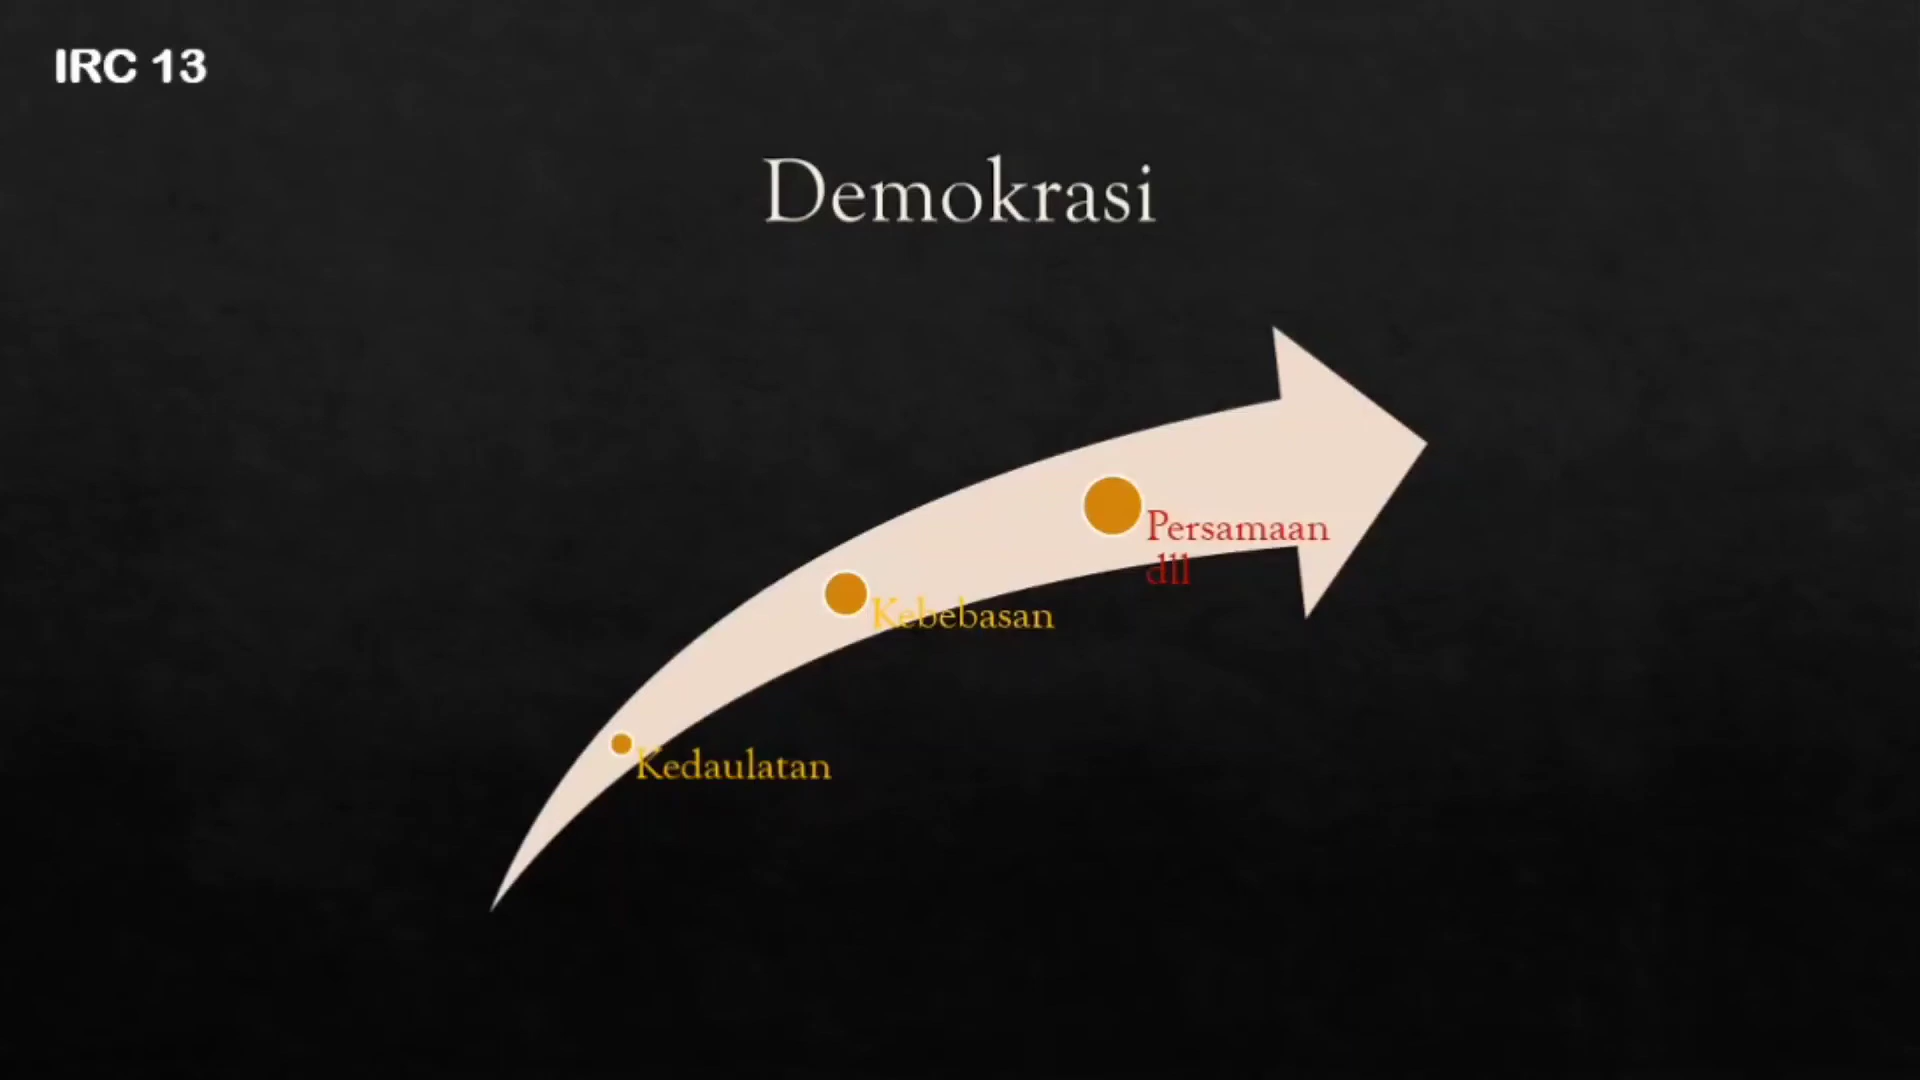 IRC 13
Demokrasi
Persamaan
dll
Kebebasan
Kedaulatan